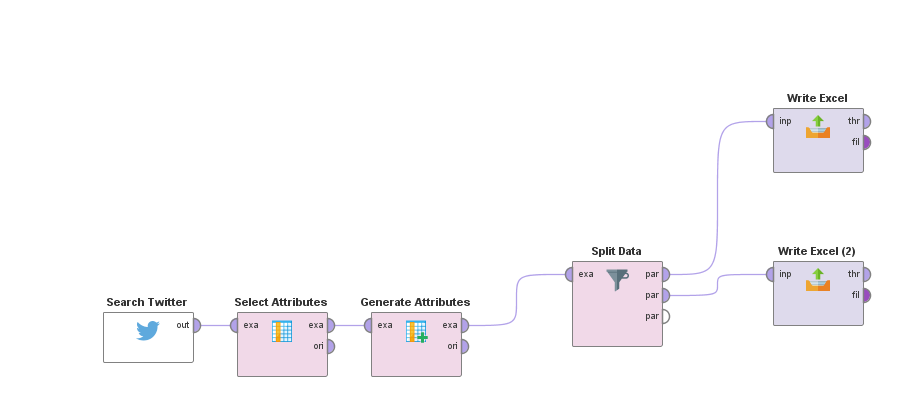 Write Excel
inp thr
fil
Split Data
exa par
par
par
Write Excel (2)
inp thr
fil
Search Twitter
out
Select Attributes
exa exa
ori
Generate Attributes
exa exa
ori